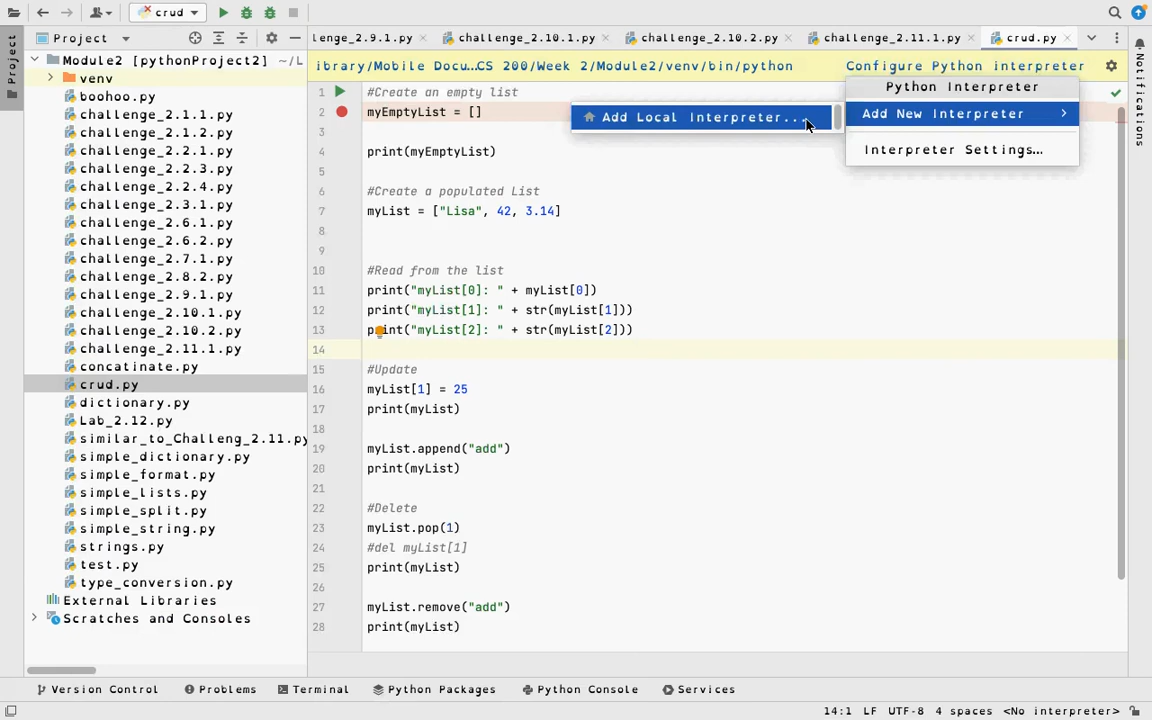 crud
Project
lenge_2.9.1.py
challenge_2.10.1.py
challenge_2.10.2.py
challenge_2.11.1.py
crud.py
Project
Notifications
ibrary/Mobile Docu...CS 200/Week 2/Module2/venv/bin/python
Configure Python interpreter
Python Interpreter
Add New Interpreter
Interpreter Settings...
Add Local Interpreter...
Module2 [pythonProject2] ~/L
venv
boohoo.py
challenge_2.1.1.py
challenge_2.1.2.py
challenge_2.2.1.py
challenge_2.2.3.py
challenge_2.2.4.py
challenge_2.3.1.py
challenge_2.6.1.py
challenge_2.6.2.py
challenge_2.7.1.py
challenge_2.8.2.py
challenge_2.9.1.py
challenge_2.10.1.py
challenge_2.10.2.py
challenge_2.11.1.py
concatinate.py
crud.py
dictionary.py
Lab_2.12.py
similar_to_Challeng_2.11.py
simple_dictionary.py
simple_format.py
simple_lists.py
simple_split.py
simple_string.py
strings.py
test.py
type_conversion.py
External Libraries
Scratches and Consoles
1 #Create an empty list
2 myEmptyList = []
4 print(myEmptyList)
5
6 #Create a populated List
7 myList = ["Lisa", 42, 3.14]
8
9
10 #Read from the list
11 print("myList[0]: " + myList[0])
12 print("myList[1]: " + str(myList[1]))
13 print("myList[2]: " + str(myList[2]))
14
15 #Update
16 myList[1] = 25
17 print(myList)
18
19 myList.append("add")
20 print(myList)
21
22 #Delete
23 myList.pop(1)
24 #del myList[1]
25 print(myList)
26
27 myList.remove("add")
28 print(myList)
Version Control
Problems
Terminal
Python Packages
Python Console
Services
14:1 LF UTF-8 4 spaces <No interpreter>